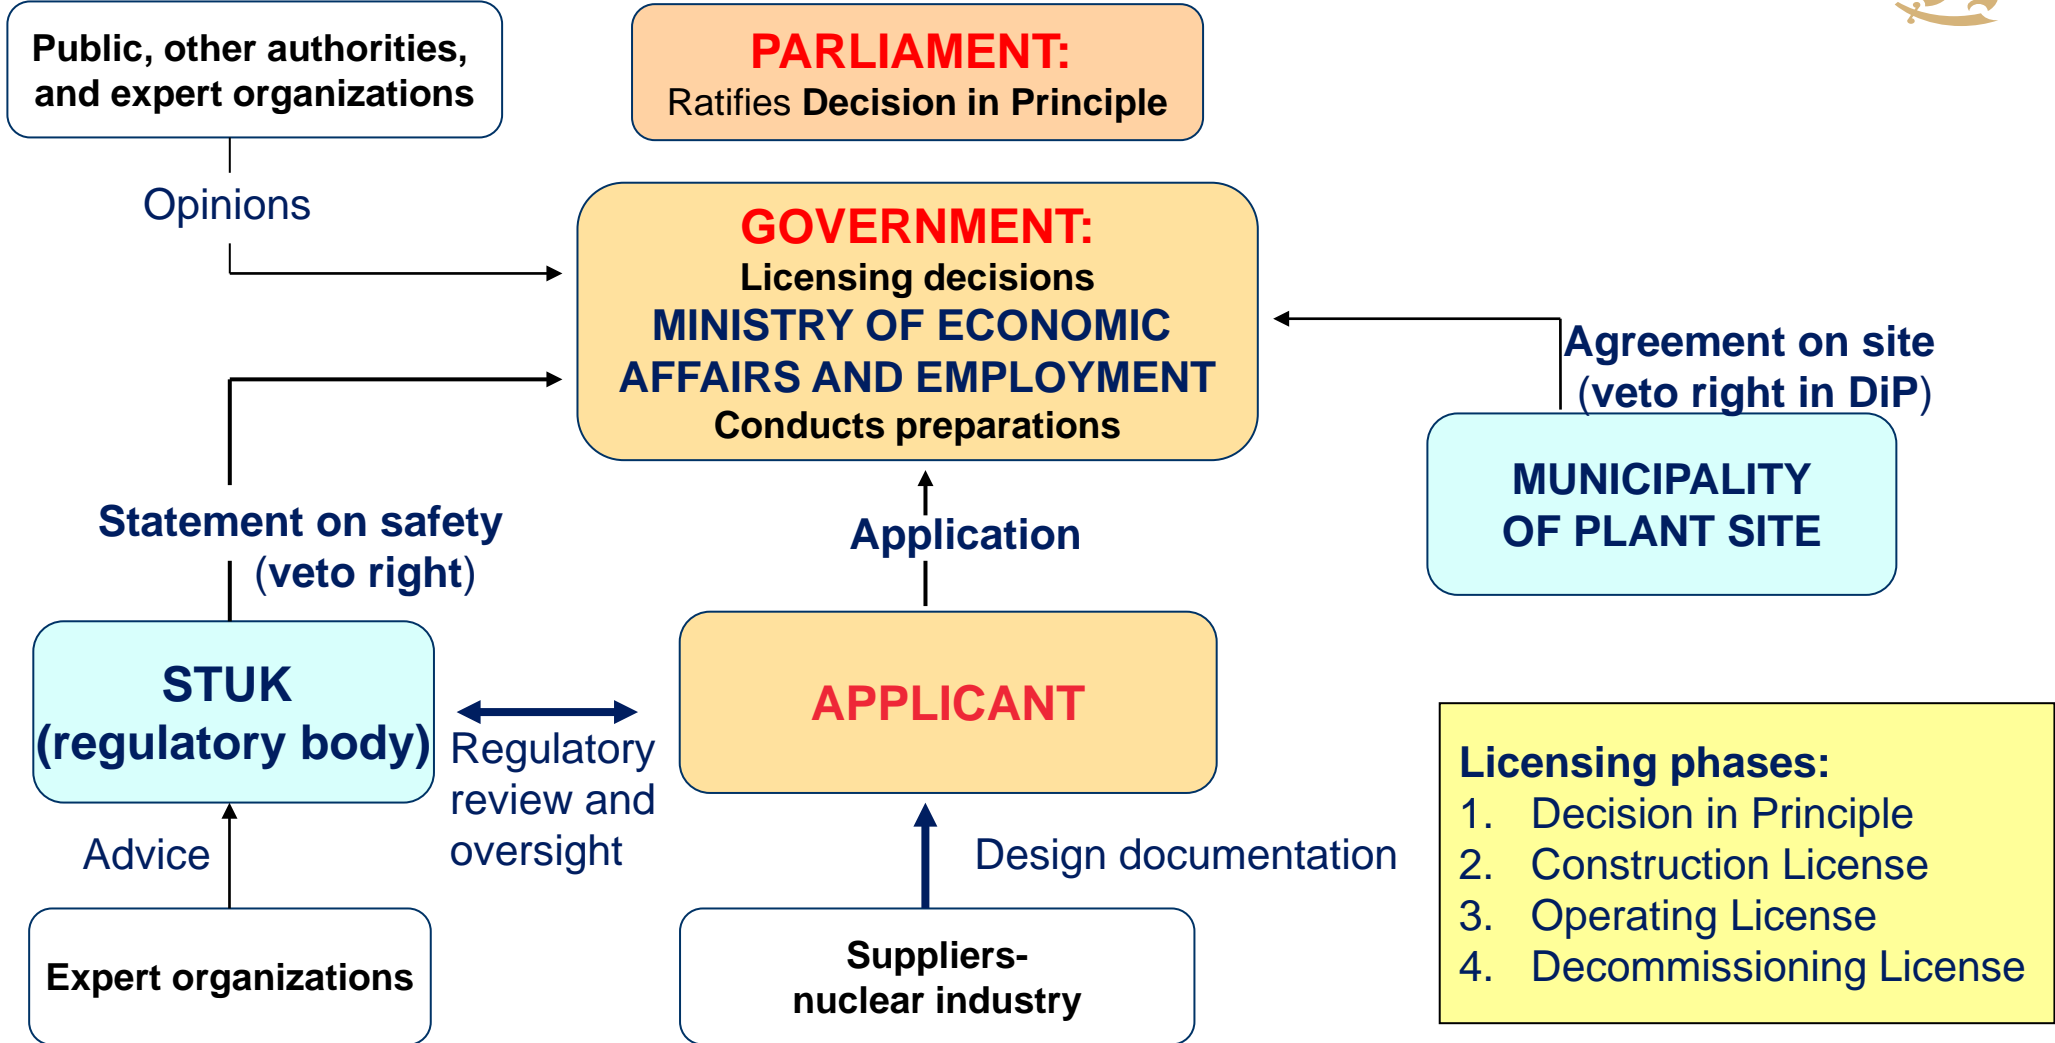 Public, other authorities,
and expert organizations
PARLIAMENT:
Ratifies Decision in Principle
Opinions
GOVERNMENT:
Licensing decisions
MINISTRY OF ECONOMIC
AFFAIRS AND EMPLOYMENT
Conducts preparations
Agreement on site
(veto right in DiP)
MUNICIPALITY
OF PLANT SITE
Statement on safety
(veto right)
Application
STUK
(regulatory body)
Regulatory
review and
oversight
APPLICANT
Advice
Design documentation
Expert organizations
Suppliers-
nuclear industry
Licensing phases:
1. Decision in Principle
2. Construction License
3. Operating License
4. Decommissioning License